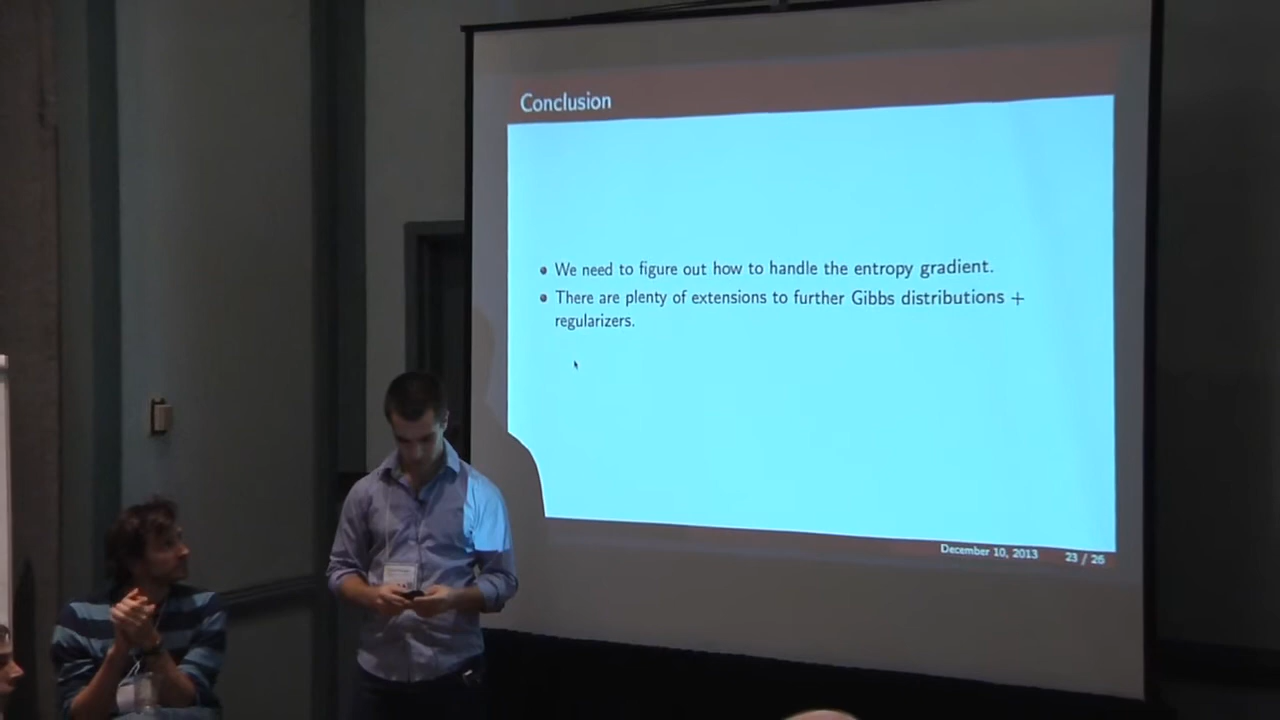 Conclusion
We need to figure out how to handle the entropy gradient.
There are plenty of extensions to further Gibbs distributions +
regularizers.
December 10, 2013 23 / 26